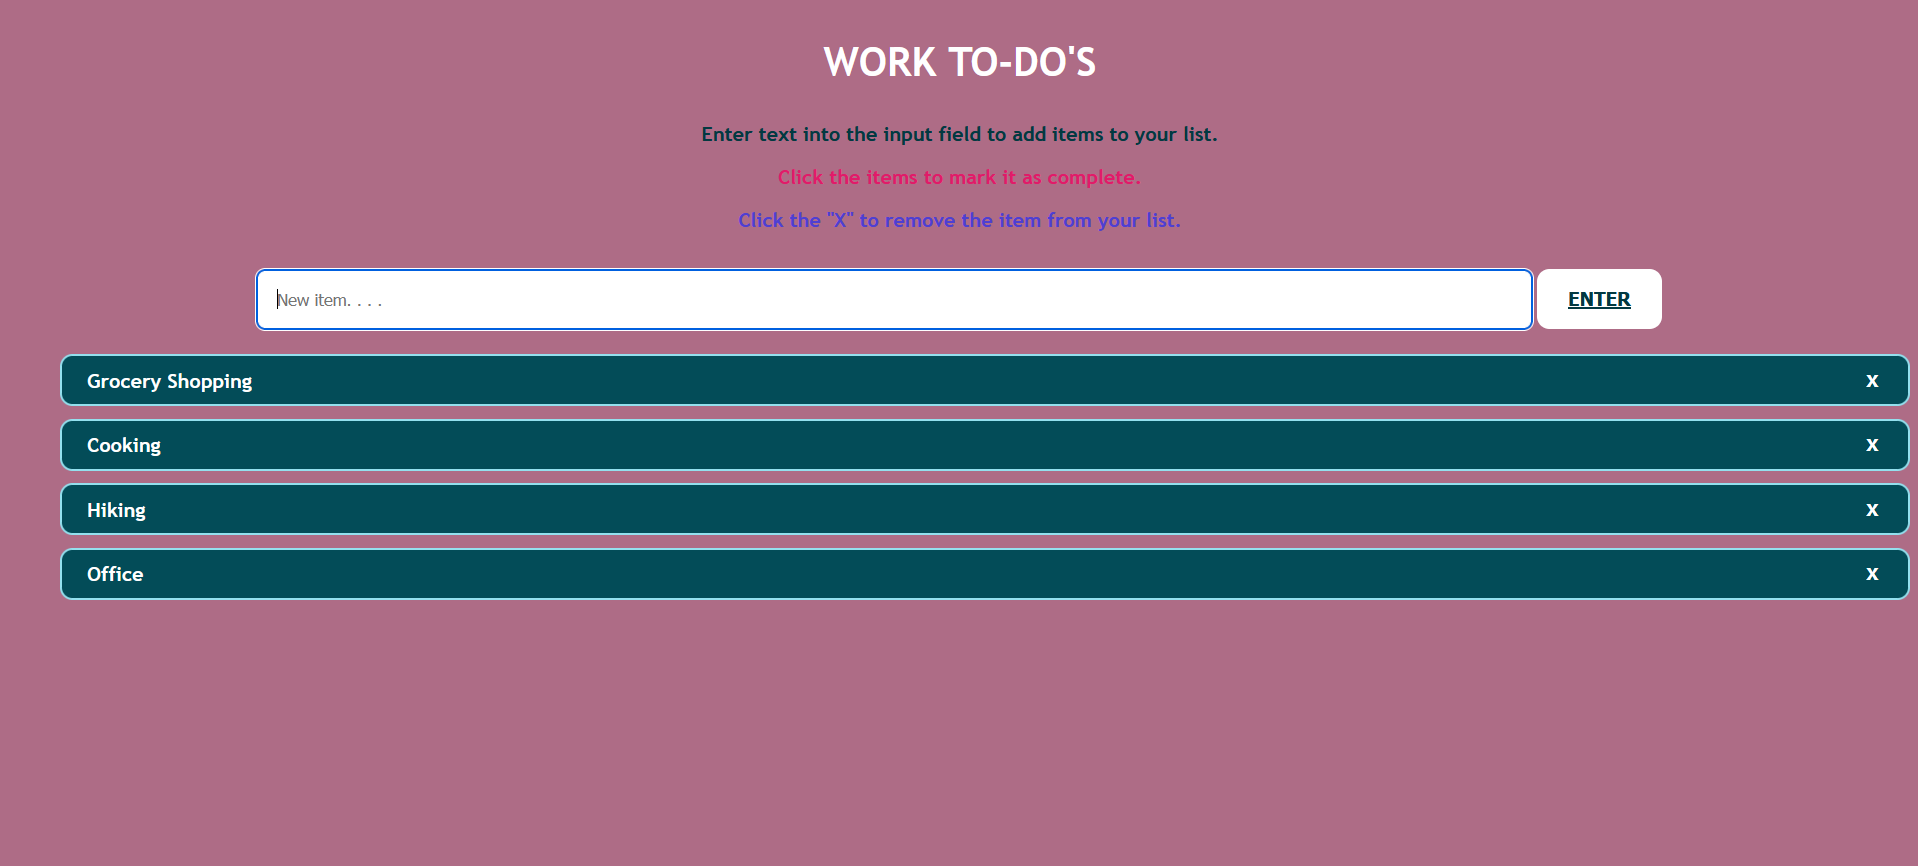 WORK TO-DO'S
Enter text into the input field to add items to your list.
Click the items to mark it as complete.
Click the "X" to remove the item from your list.
New item. . . .
ENTER
Grocery Shopping
X
Cooking
X
Hiking
X
Office
X